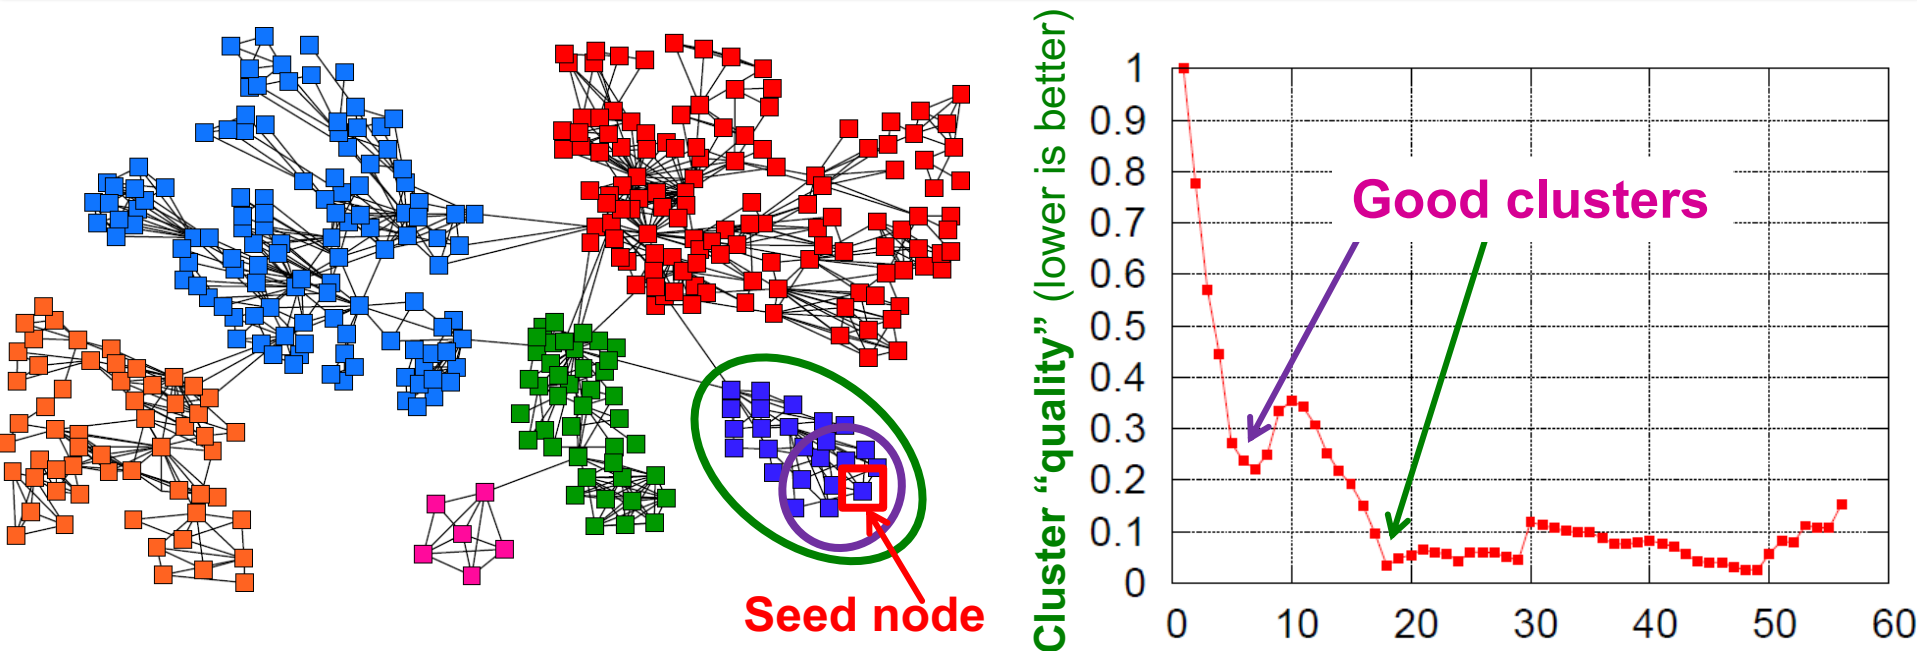 Seed node
Cluster “quality” (lower is better)
Good clusters
1
0.9
0.8
0.7
0.6
0.5
0.4
0.3
0.2
0.1
0
0 10 20 30 40 50 60